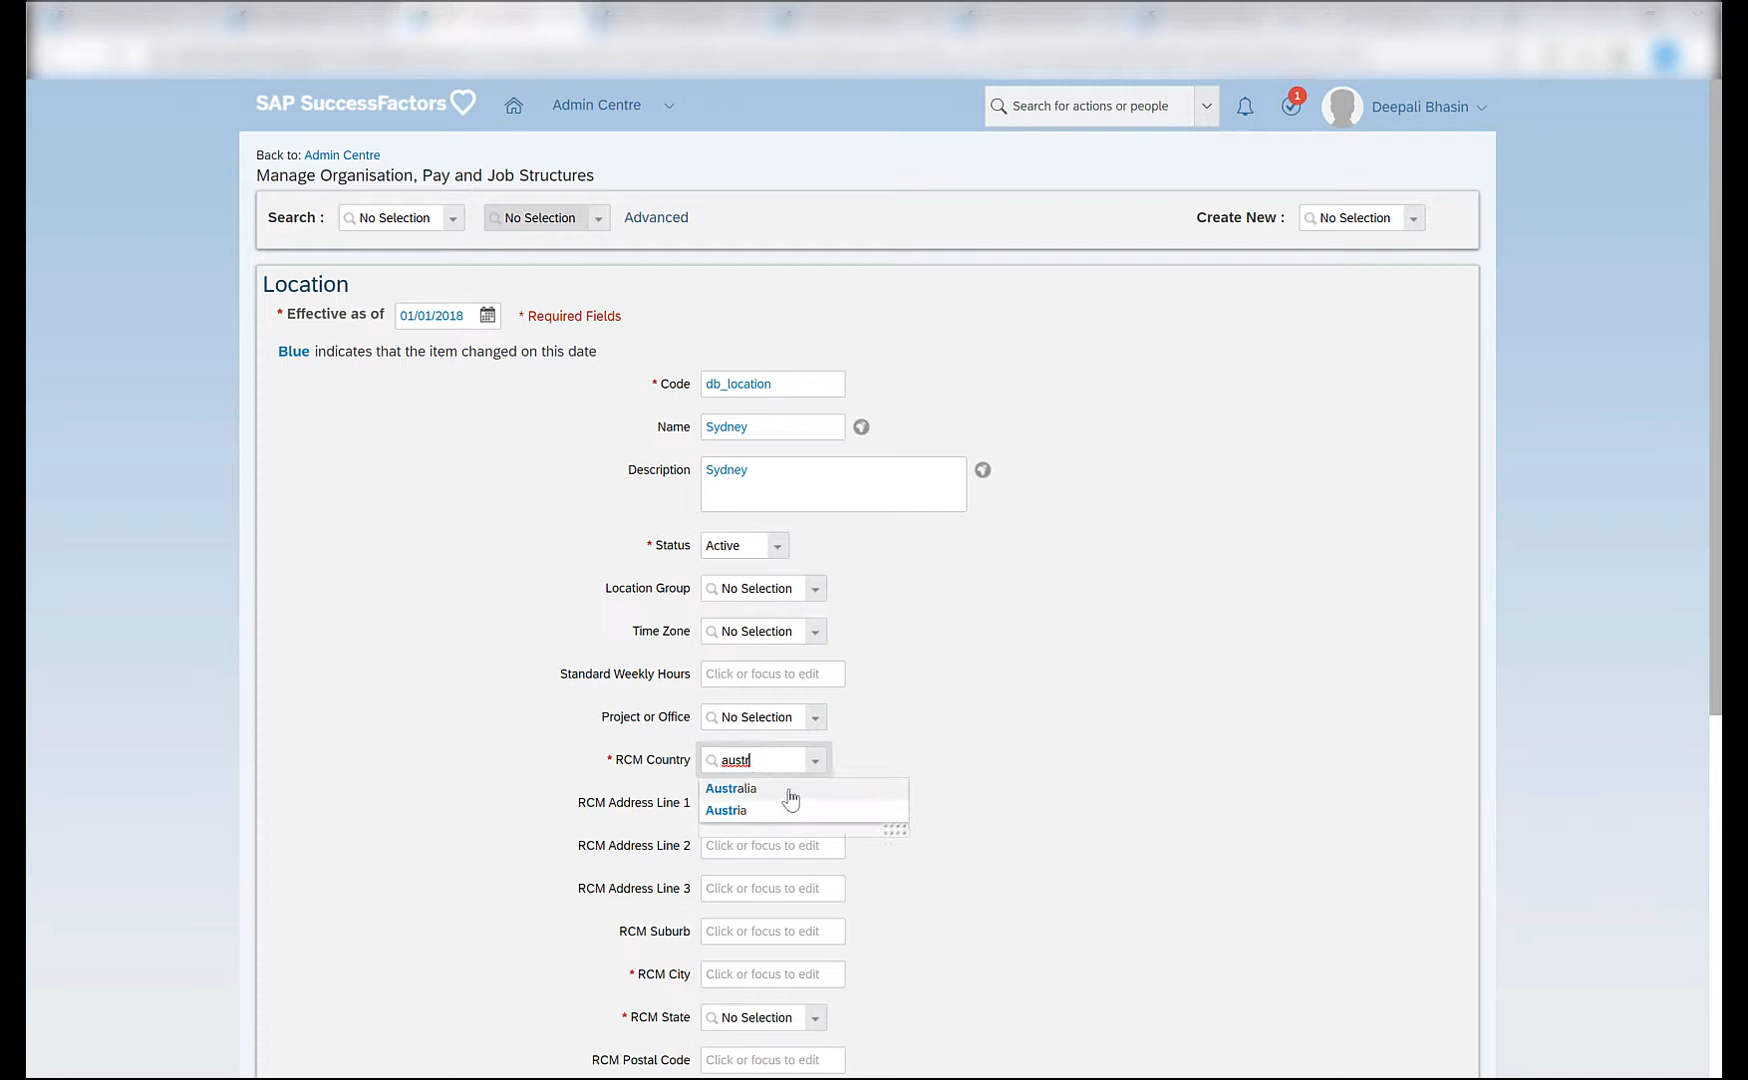 SAP SuccessFactors Admin Centre Search for actions or people 1 Deepali Bhasin
Back to: Admin Centre
Manage Organisation, Pay and Job Structures
Search : No Selection No Selection Advanced Create New : No Selection
Location
* Effective as of 01/01/2018 * Required Fields
Blue indicates that the item changed on this date
* Code db_location
Name Sydney
Description Sydney
* Status Active
Location Group No Selection
Time Zone No Selection
Standard Weekly Hours Click or focus to edit
Project or Office No Selection
* RCM Country austr
Australia
RCM Address Line 1
Austria
RCM Address Line 2 Click or focus to edit
RCM Address Line 3 Click or focus to edit
RCM Suburb Click or focus to edit
* RCM City Click or focus to edit
* RCM State No Selection
RCM Postal Code Click or focus to edit